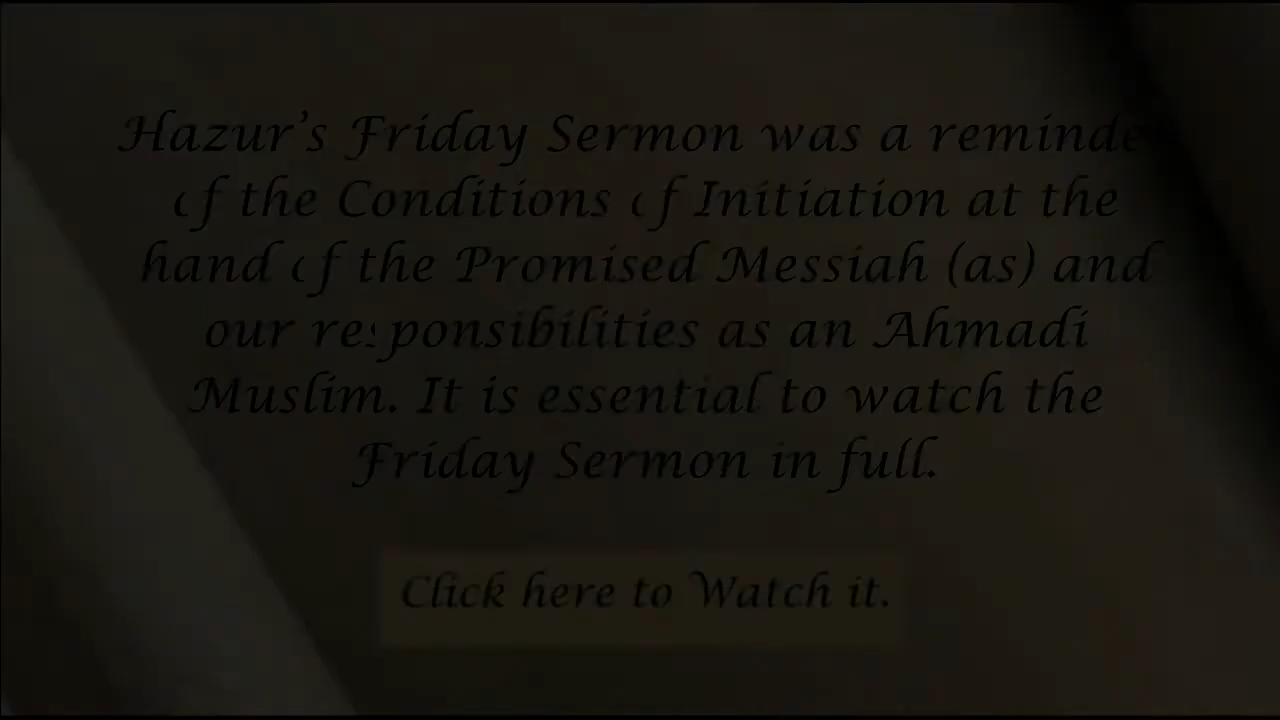 Hazur's Friday Sermon was a reminder
of the Conditions of Initiation at the
hand of the Promised Messiah (as) and
our responsibilities as an Ahmadi
Muslim. It is essential to watch the
Friday Sermon in full.
Click here to Watch it.